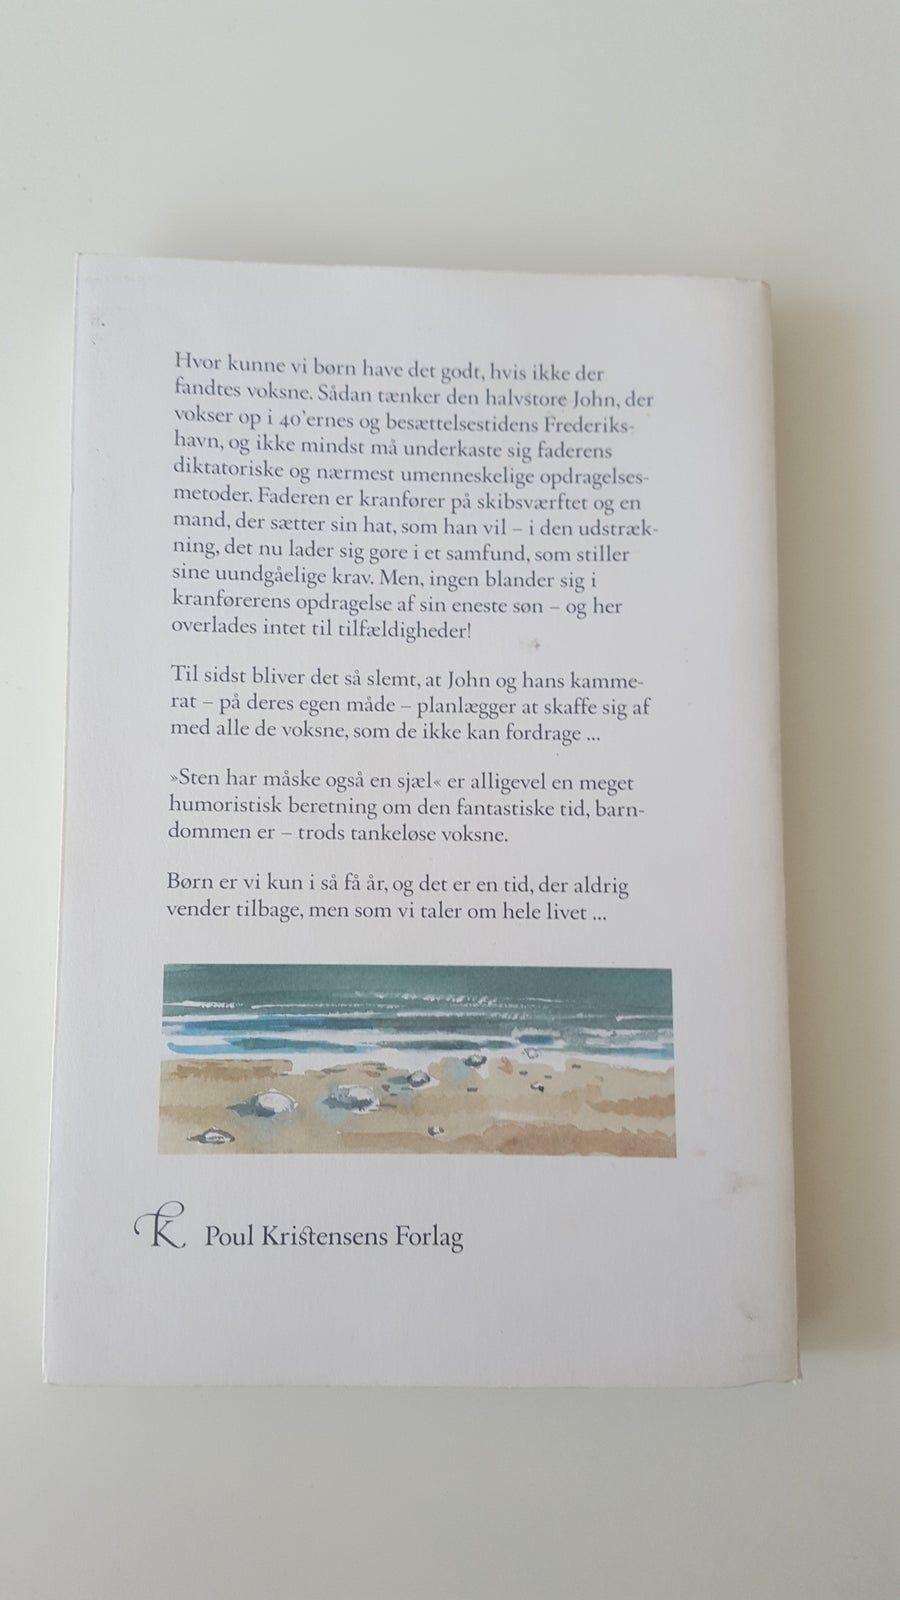 Hvor kunne vi børn have det godt, hvis ikke der
fandtes voksne. Sådan tænker den halvstore John, der
vokser op i 40'ernes og besættelsestidens Frederiks-
havn, og ikke mindst må underkaste sig faderens
diktatoriske og nærmest umenneskelige opdragelses-
metoder. Faderen er kranfører på skibsværftet og en
mand, der sætter sin hat, som han vil – i den udstræk-
ning, det nu lader sig gøre i et samfund, som stiller
sine uundgåelige krav. Men, ingen blander sig i
kranførerens opdragelse af sin eneste søn – og her
overlades intet til tilfældigheder!
Til sidst bliver det så slemt, at John og hans kamme-
rat – på deres egen måde – planlægger at skaffe sig af
med alle de voksne, som de ikke kan fordrage ...
»Sten har måske også en sjæl« er alligevel en meget
humoristisk beretning om den fantastiske tid, barn-
dommen er – trods tankeløse voksne.
Børn er vi kun i så få år, og det er en tid, der aldrig
vender tilbage, men som vi taler om hele livet ...
K Poul Kristensens Forlag